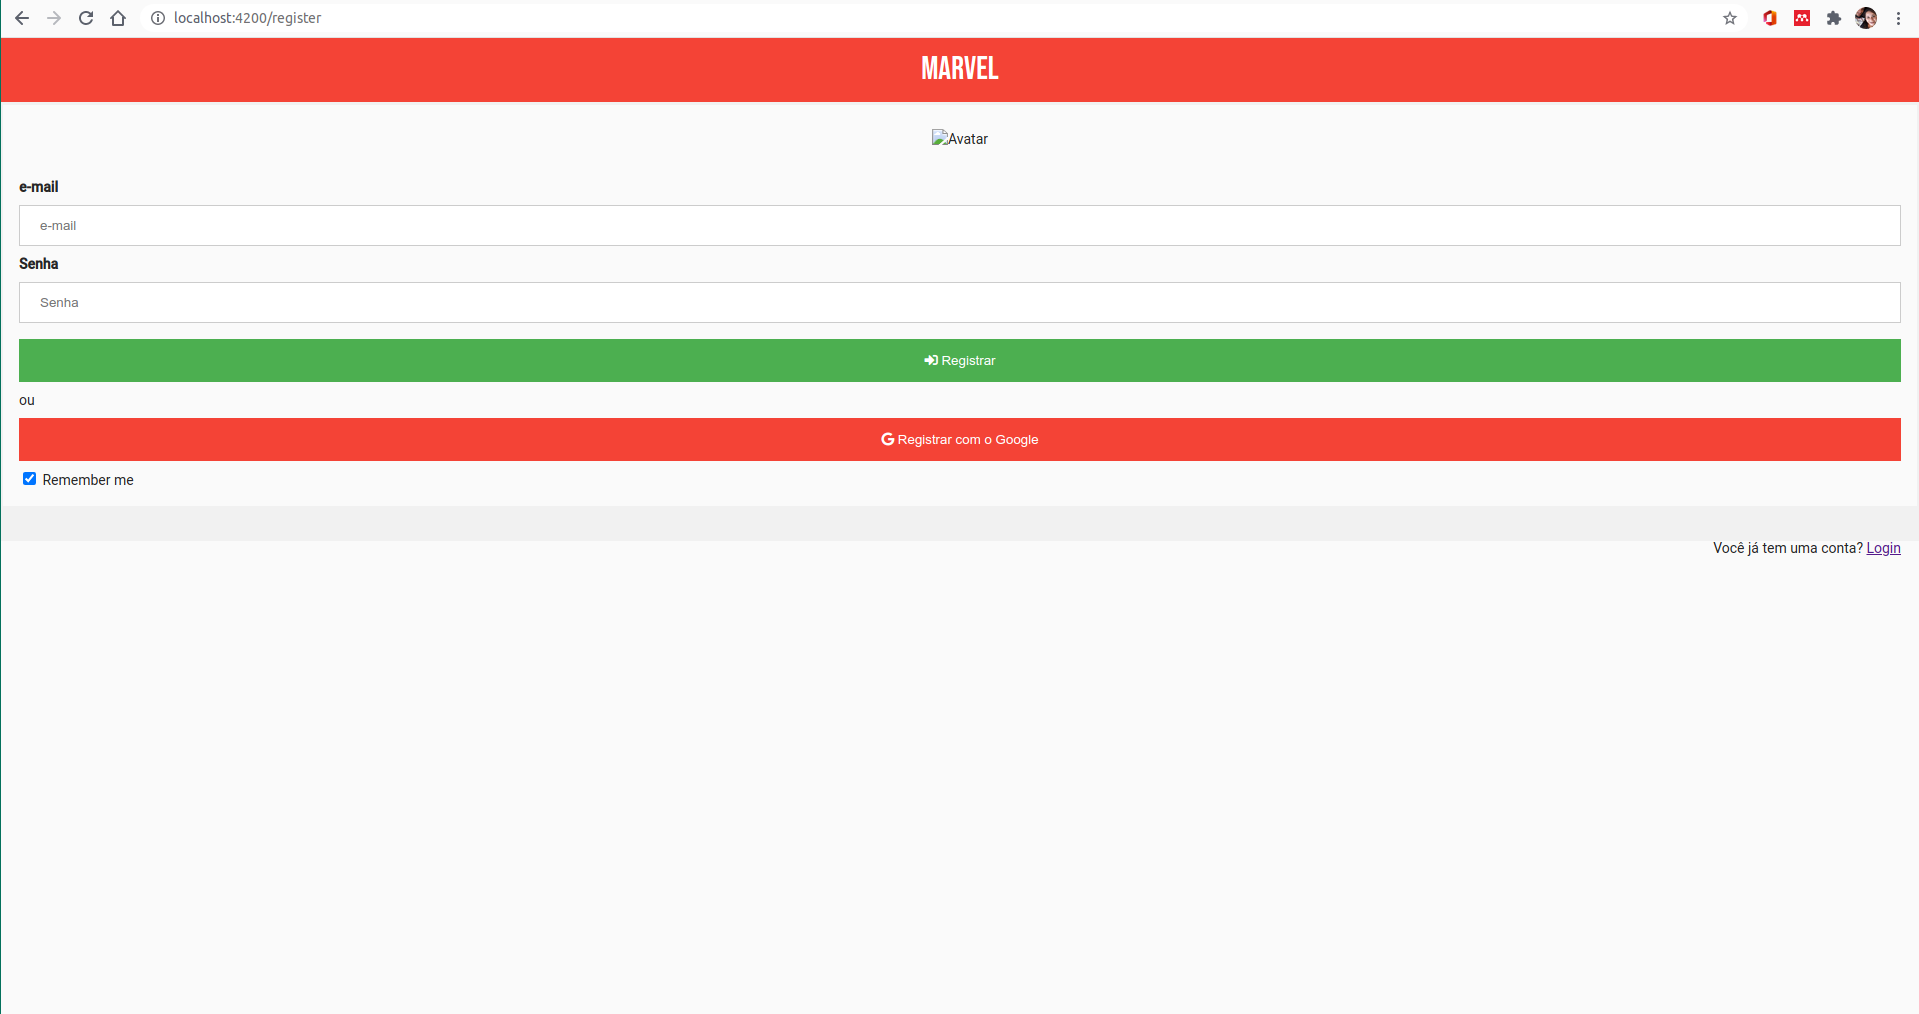 localhost:4200/register
MARVEL
Avatar
e-mail
e-mail
Senha
Senha
Registrar
ou
Registrar com o Google
Remember me
Você já tem uma conta? Login